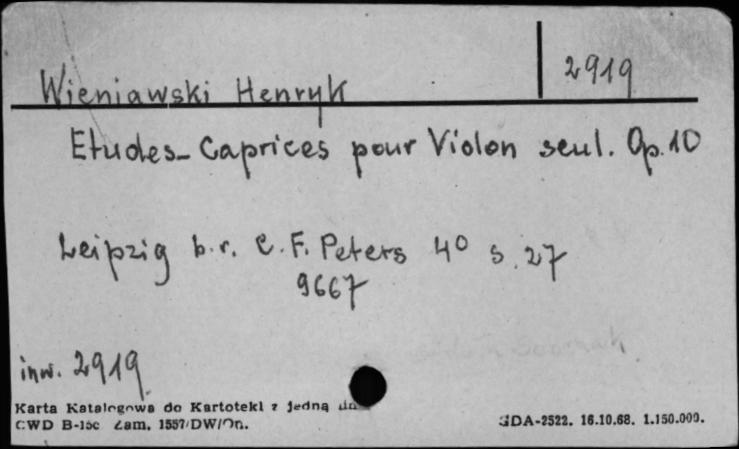 Wieniawski Henryk 2919
Etudes-Caprices pour Violon seul. Op. 10
Leipzig b.r. C. F. Peters 4° s. 27
9667
inw. 2919
Karta Katalogowa do Kartoteki z jedną
CWD B-15c Zam. 1557/DW/On.
GDA-2522. 16.10.68. 1.150.000.